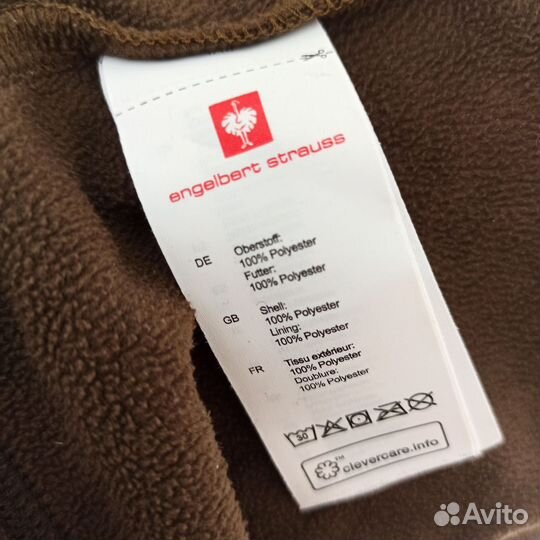 engelbert strauss
DE
Oberstoff:
100% Polyester
Futter:
100% Polyester
GB
Shell:
100% Polyester
Lining:
100% Polyester
FR
Tissu extérieur:
100% Polyester
Doublure:
100% Polyester
30
clevercare.info
TM
Avito